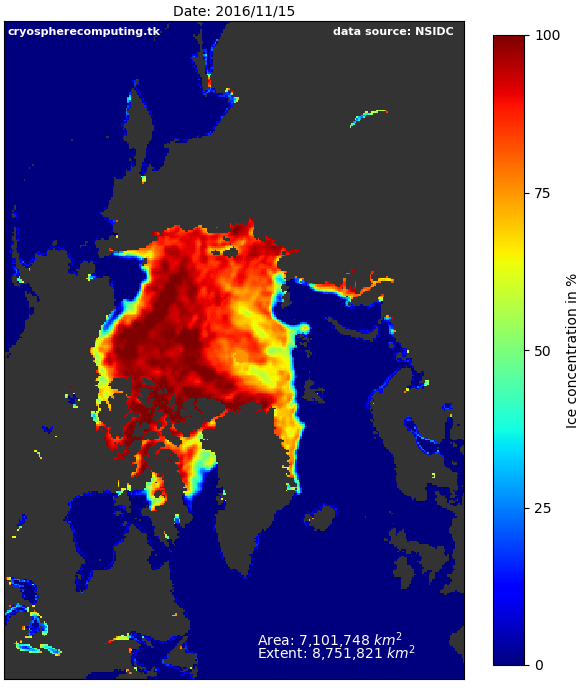 Date: 2016/11/15
cryospherecomputing.tk
data source: NSIDC
100
75
50
25
0
Ice concentration in %
Area: 7,101,748 km²
Extent: 8,751,821 km²